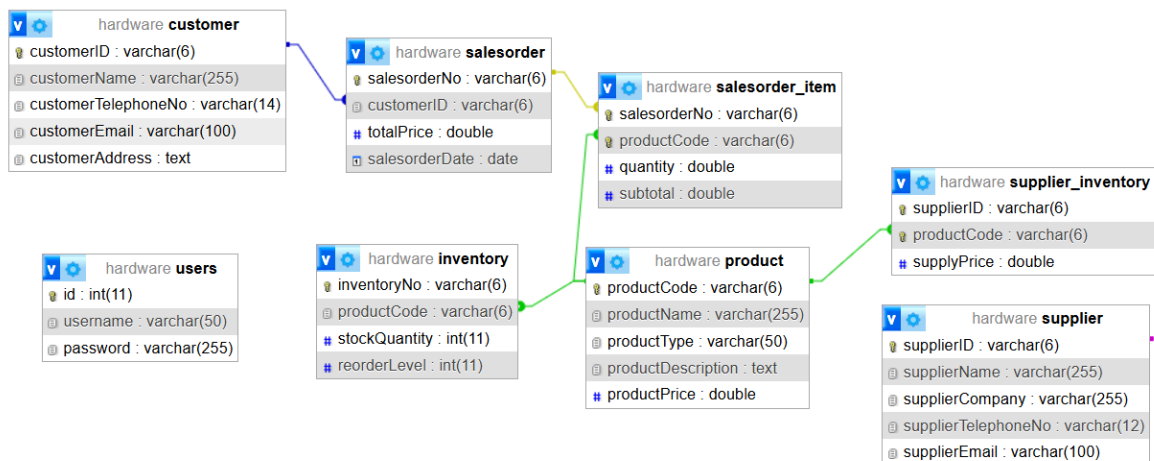 hardware customer
customerID : varchar(6)
customerName : varchar(255)
customerTelephoneNo : varchar(14)
customerEmail : varchar(100)
customerAddress : text
hardware salesorder
salesorderNo : varchar(6)
customerID : varchar(6)
totalPrice : double
salesorderDate : date
hardware salesorder_item
salesorderNo : varchar(6)
productCode : varchar(6)
quantity : double
subtotal : double
hardware supplier_inventory
supplierID : varchar(6)
productCode : varchar(6)
supplyPrice : double
hardware users
id : int(11)
username : varchar(50)
password : varchar(255)
hardware inventory
inventoryNo : varchar(6)
productCode : varchar(6)
stockQuantity : int(11)
reorderLevel : int(11)
hardware product
productCode : varchar(6)
productName : varchar(255)
productType : varchar(50)
productDescription : text
productPrice : double
hardware supplier
supplierID : varchar(6)
supplierName : varchar(255)
supplierCompany : varchar(255)
supplierTelephoneNo : varchar(12)
supplierEmail : varchar(100)